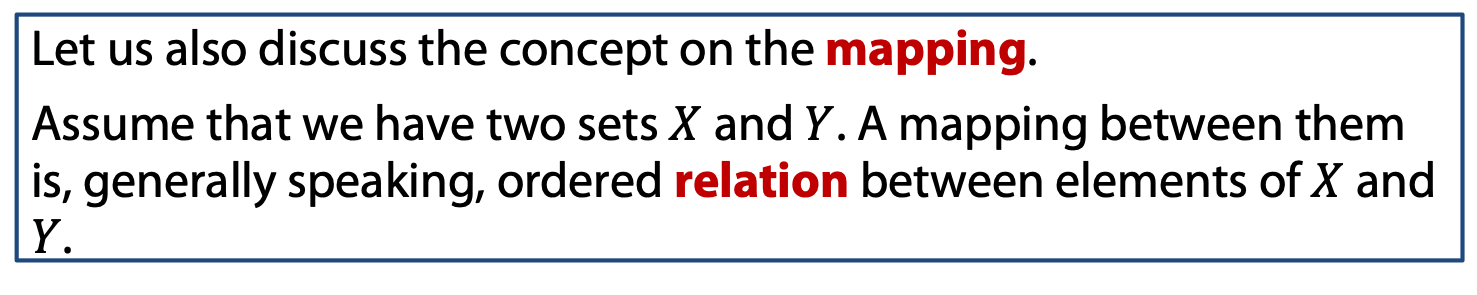 Let us also discuss the concept on the mapping.
Assume that we have two sets X and Y. A mapping between them
is, generally speaking, ordered relation between elements of X and
Y.